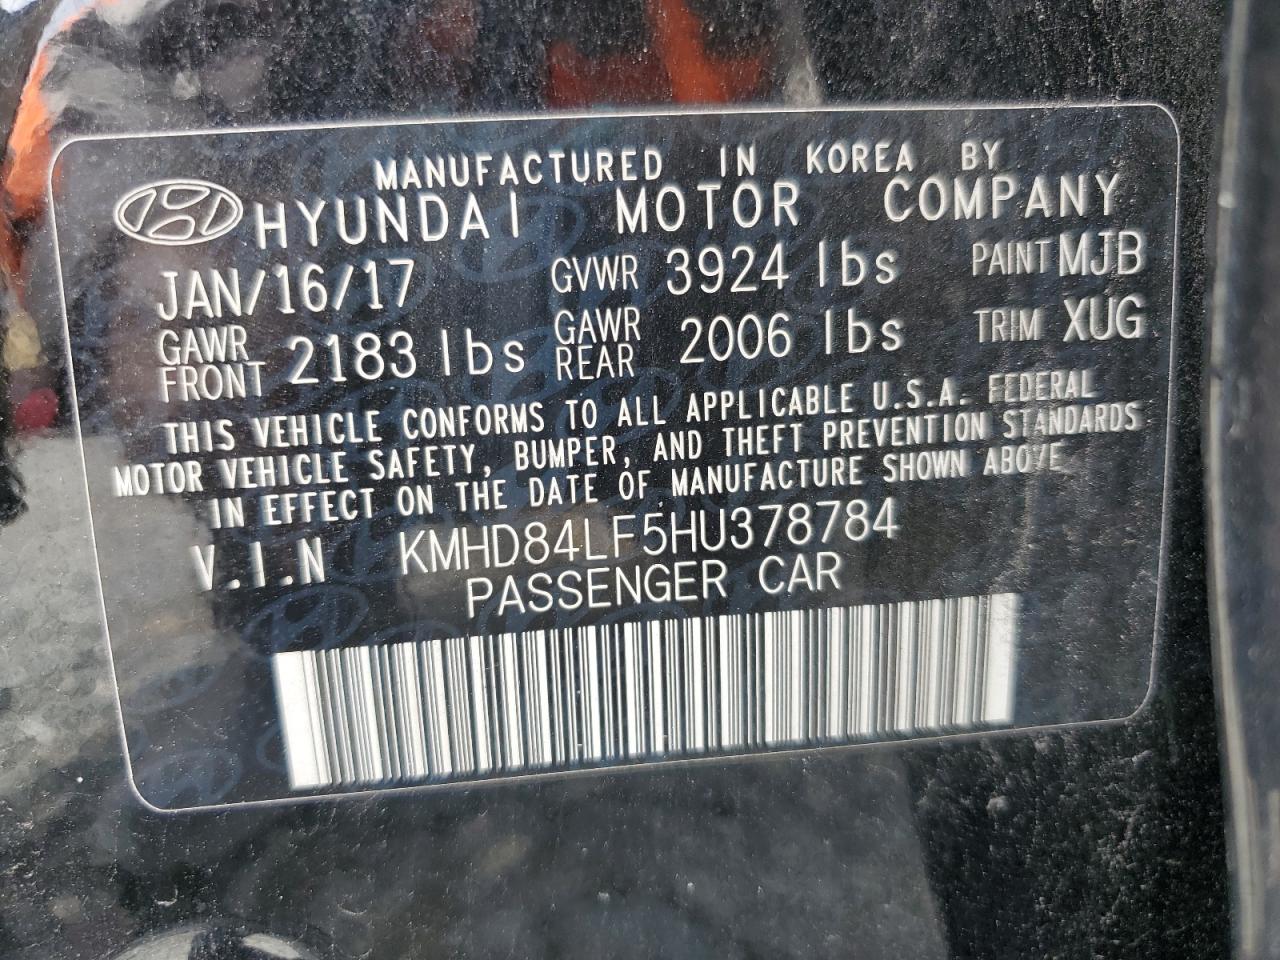 MANUFACTURED IN KOREA BY
HYUNDAI MOTOR COMPANY
JAN/16/17 GVWR 3924 lbs PAINT MJB
GAWR FRONT 2183 lbs GAWR REAR 2006 lbs TRIM XUG
THIS VEHICLE CONFORMS TO ALL APPLICABLE U.S.A. FEDERAL
MOTOR VEHICLE SAFETY, BUMPER, AND THEFT PREVENTION STANDARDS
IN EFFECT ON THE DATE OF MANUFACTURE SHOWN ABOVE
V.I.N KMHD84LF5HU378784
PASSENGER CAR